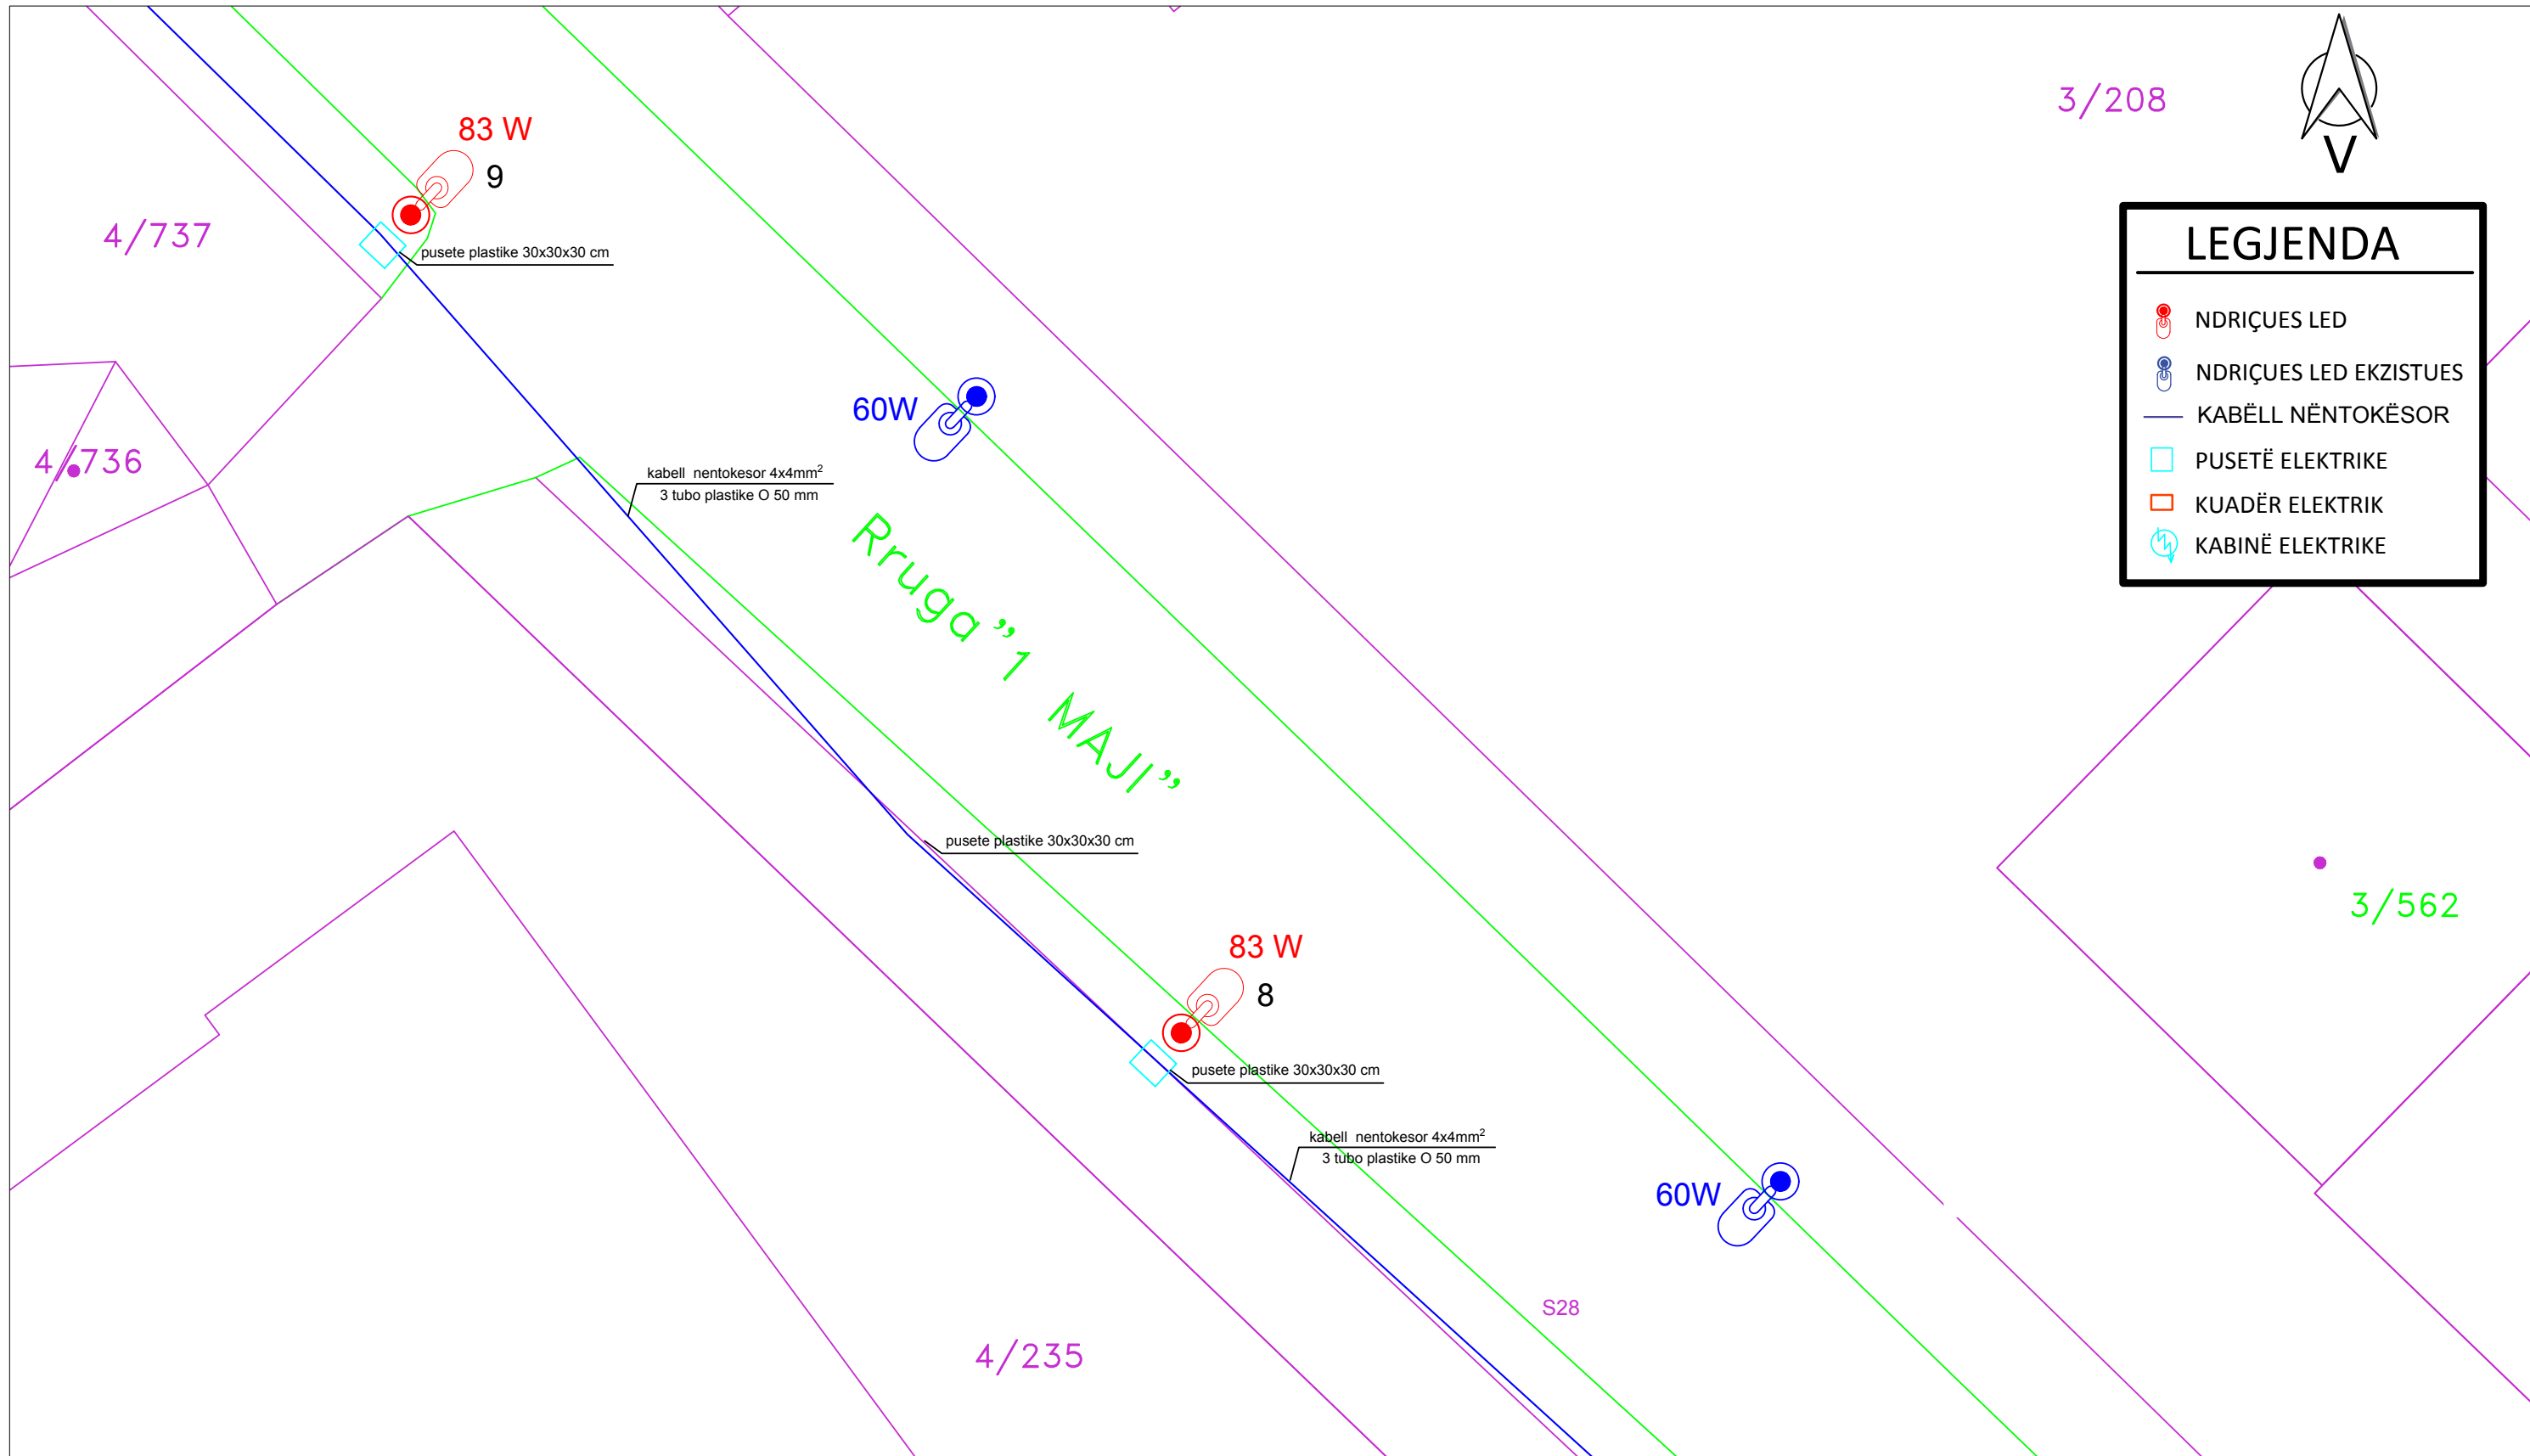 83 W
9
3/208
V
4/737
pusete plastike 30x30x30 cm
LEGJENDA
NDRIÇUES LED
NDRIÇUES LED EKZISTUES
KABËLL NËNTOKËSOR
PUSETË ELEKTRIKE
KUADËR ELEKTRIK
KABINË ELEKTRIKE
60W
4/736
kabell nentokesor 4x4mm²
3 tubo plastike O 50 mm
Rruga "1 MAJI"
pusete plastike 30x30x30 cm
3/562
83 W
8
pusete plastike 30x30x30 cm
kabell nentokesor 4x4mm²
3 tubo plastike O 50 mm
60W
S28
4/235